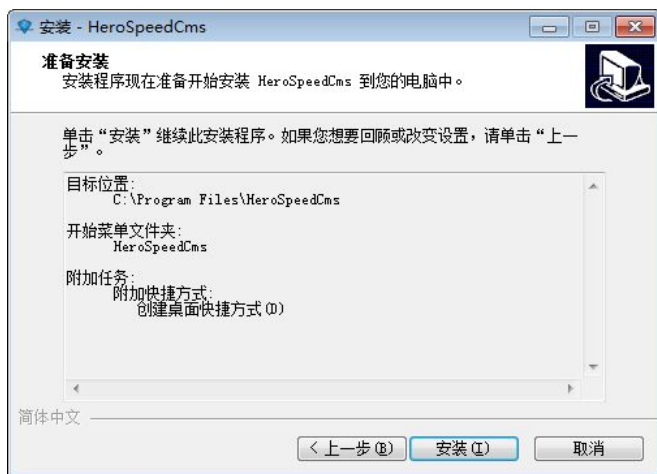 安装 - HeroSpeedCms
准备安装
安装程序现在准备开始安装 HeroSpeedCms 到您的电脑中。
单击“安装”继续此安装程序。如果您想要回顾或改变设置，请单击“上一
步”。
目标位置:
C:\Program Files\HeroSpeedCms
开始菜单文件夹:
HeroSpeedCms
附加任务:
附加快捷方式:
创建桌面快捷方式(D)
简体中文
< 上一步(B)
安装(I)
取消